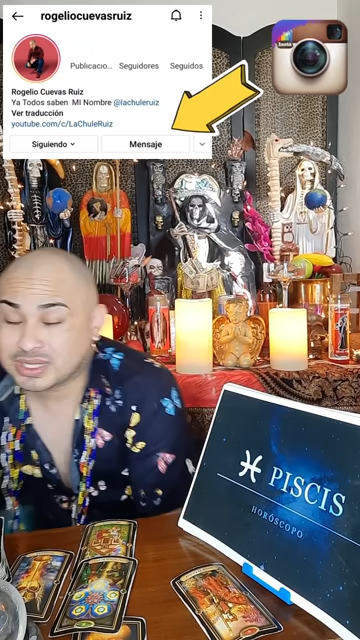 rogeliocuevasruiz
Publicacio... Seguidores Seguidos
Rogelio Cuevas Ruiz
Ya Todos saben MI Nombre @lachuleruiz
Ver traducción
youtube.com/c/LaChuleRuiz
Siguiendo Mensaje
Insta
PISCIS
HORÓSCOPO